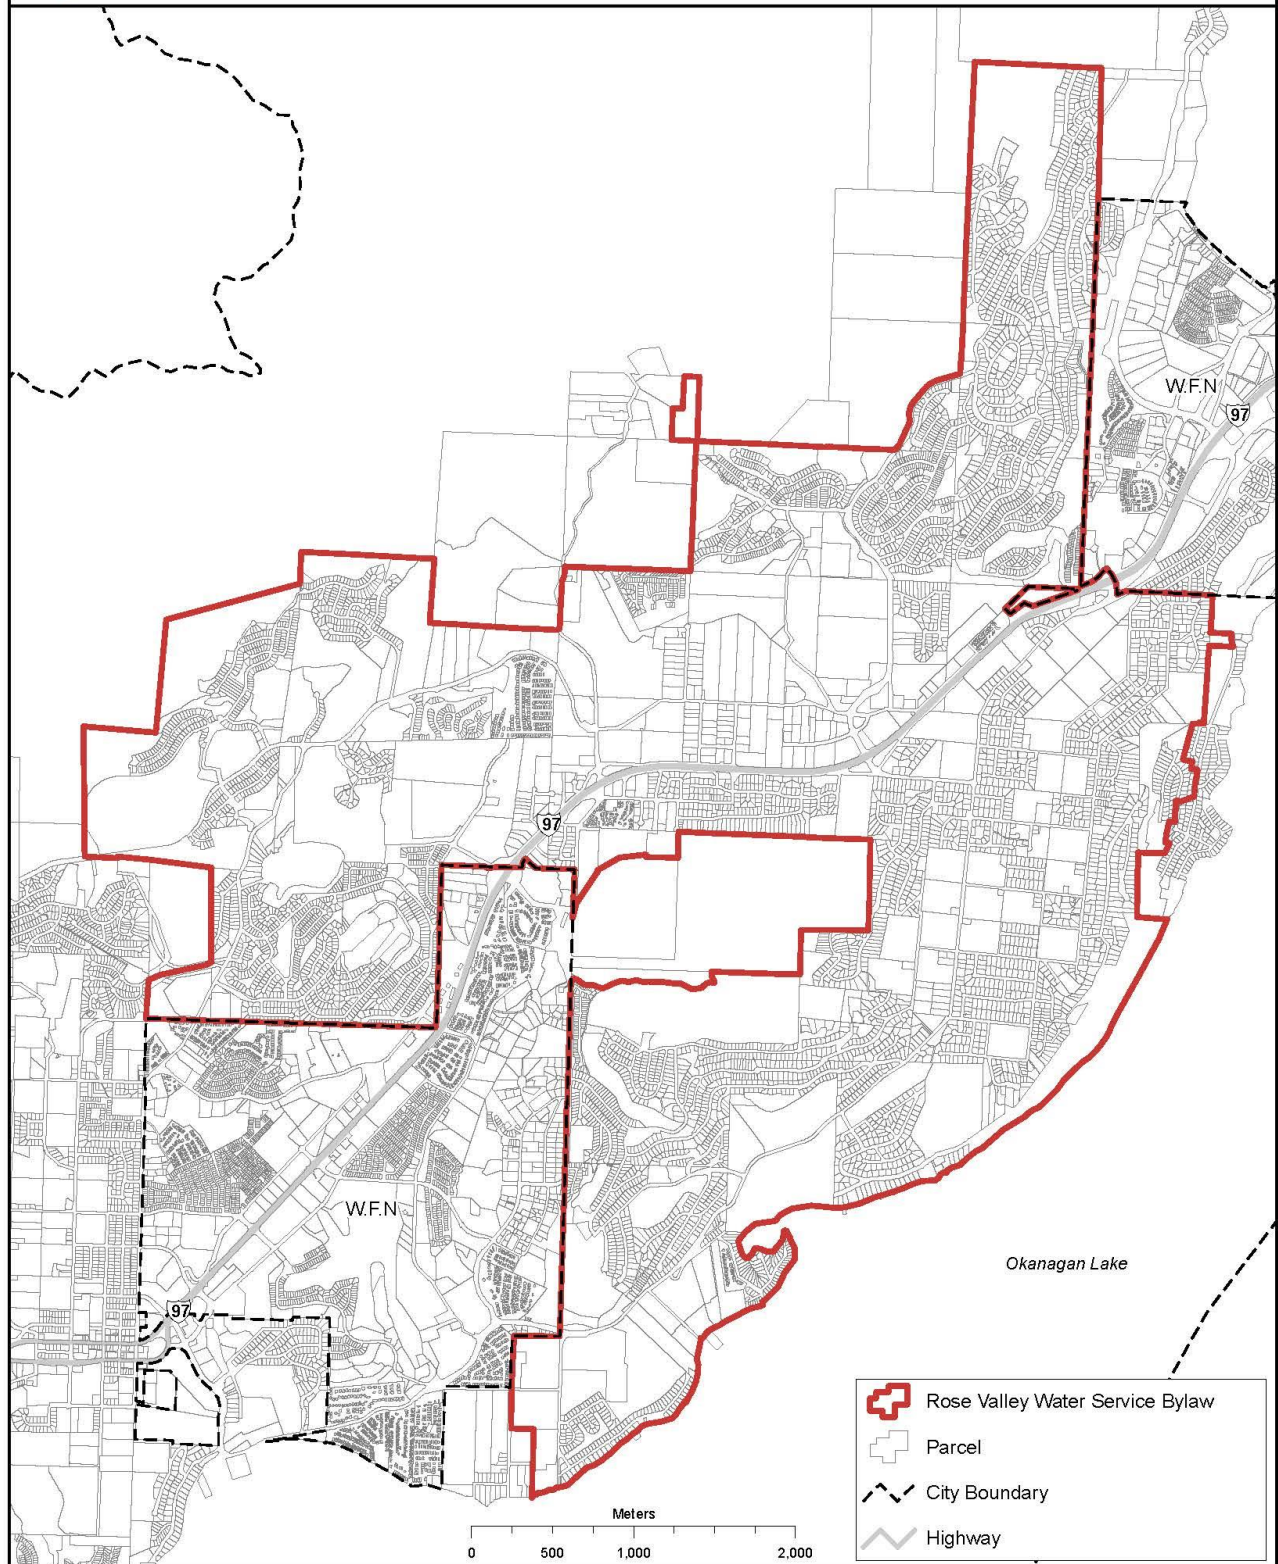 W.F.N
97
97
W.F.N
Okanagan Lake
97
Rose Valley Water Service Bylaw
Parcel
City Boundary
Highway
Meters
0 500 1,000 2,000